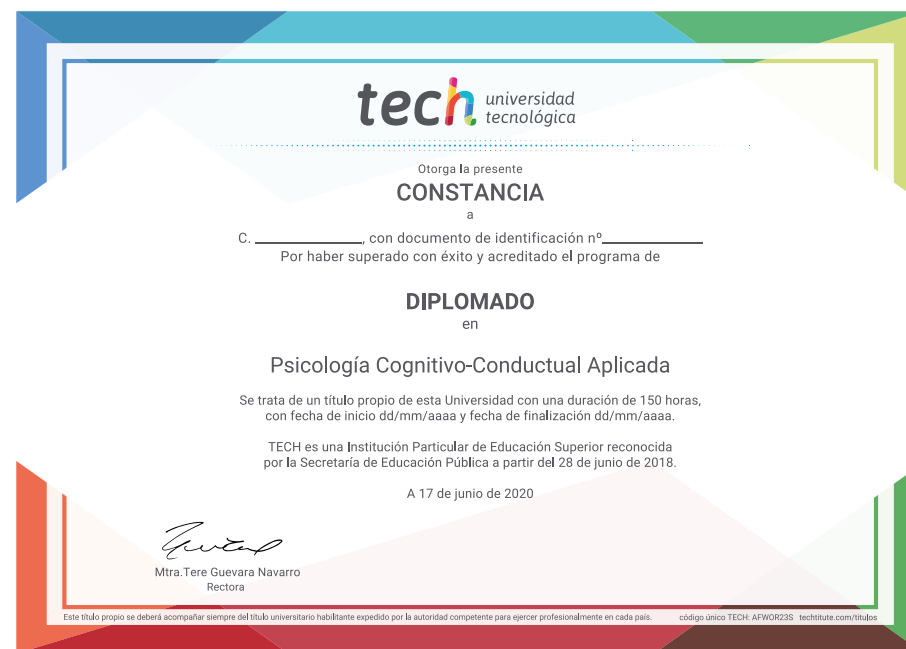 tech universidad
tecnológica
Otorga la presente
CONSTANCIA
a
C. ____________, con documento de identificación nº____________
Por haber superado con éxito y acreditado el programa de
DIPLOMADO
en
Psicología Cognitivo-Conductual Aplicada
Se trata de un título propio de esta Universidad con una duración de 150 horas,
con fecha de inicio dd/mm/aaaa y fecha de finalización dd/mm/aaaa.
TECH es una Institución Particular de Educación Superior reconocida
por la Secretaría de Educación Pública a partir del 28 de junio de 2018.
A 17 de junio de 2020
Mtra.Tere Guevara Navarro
Rectora
Este título propio se deberá acompañar siempre del título universitario habilitante expedido por la autoridad competente para ejercer profesionalmente en cada país. código único TECH: AFWOR23S techtitute.com/titulos